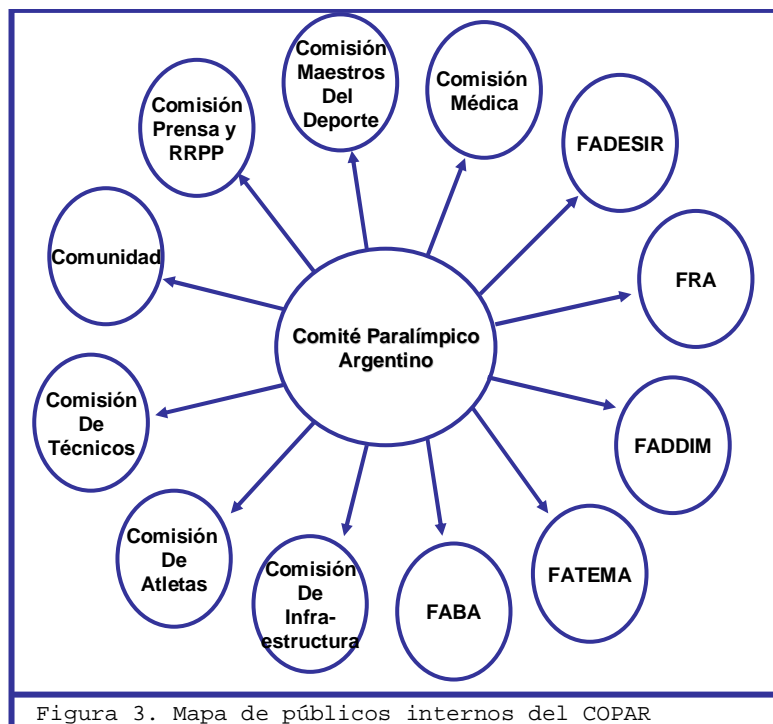 Comisión
Maestros
Del
Deporte
Comisión
Médica
Comisión
Prensa y
RRPP
FADESIR
Comunidad
FRA
Comité Paralímpico
Argentino
Comisión
De
Técnicos
FADDIM
Comisión
De
Atletas
Comisión
De
Infra-
estructura
FABA
FATEMA
Figura 3. Mapa de públicos internos del COPAR